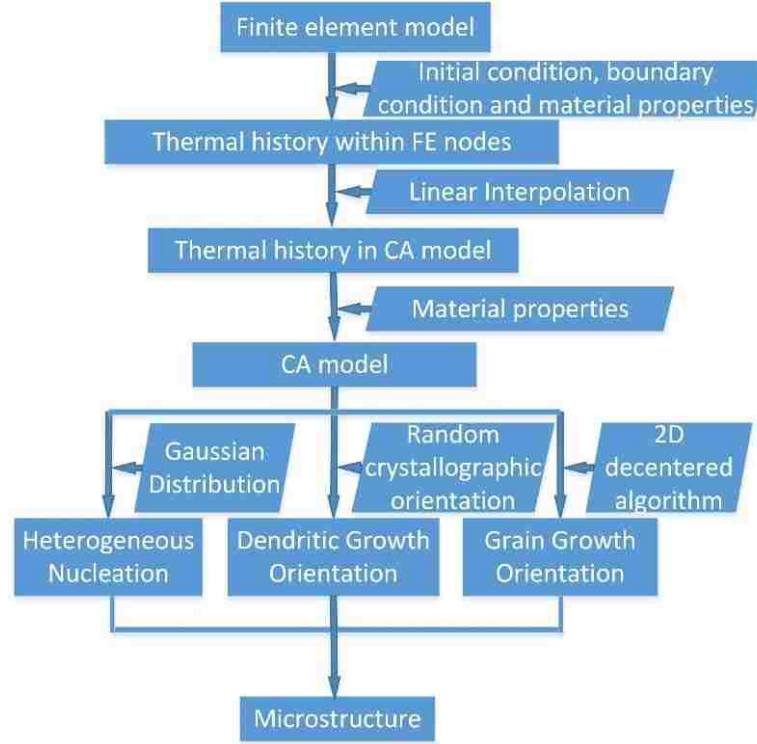 Finite element model
Initial condition, boundary
condition and material properties
Thermal history within FE nodes
Linear Interpolation
Thermal history in CA model
Material properties
CA model
Gaussian
Distribution
Random
crystallographic
orientation
2D
decentered
algorithm
Heterogeneous
Nucleation
Dendritic Growth
Orientation
Grain Growth
Orientation
Microstructure